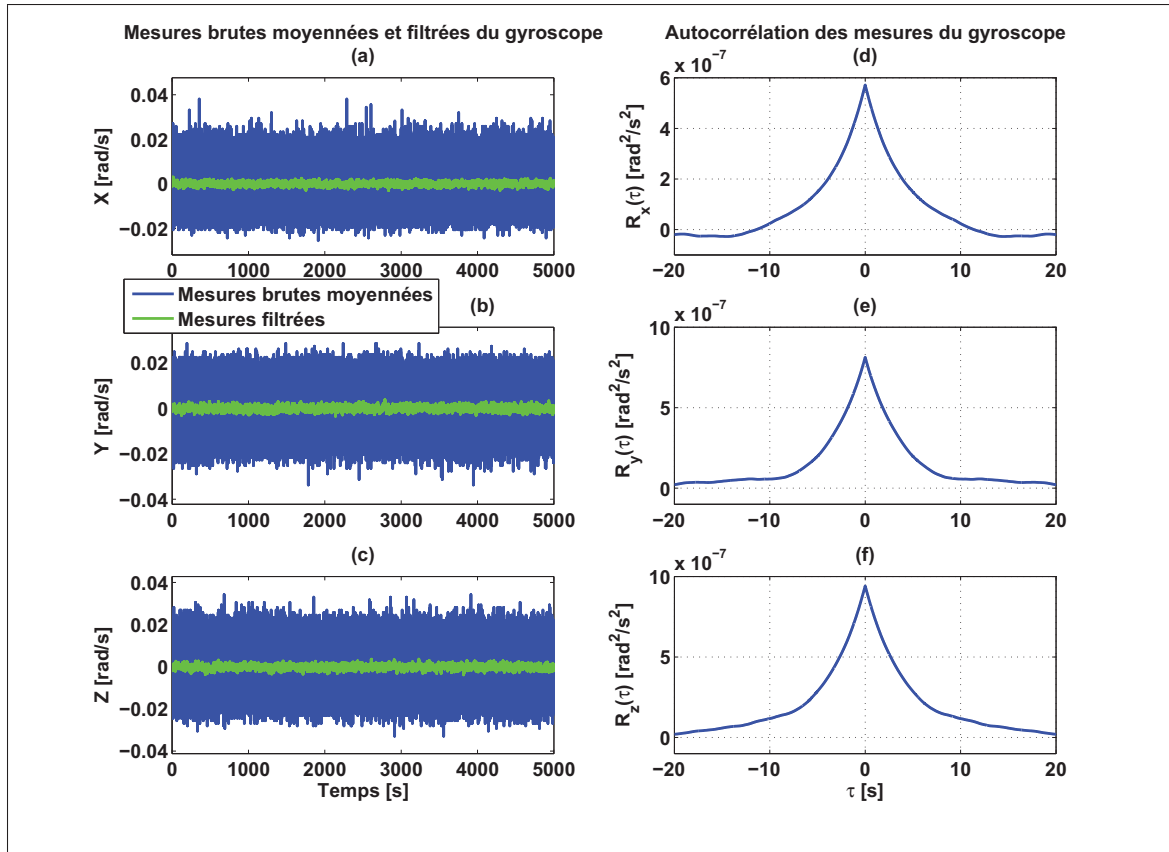 Mesures brutes moyennées et filtrées du gyroscope
(a)
0.04
0.02
0
−0.02
X [rad/s]
0 1000 2000 3000 4000 5000
Mesures brutes moyennées
Mesures filtrées
(b)
0.02
0
−0.02
−0.04
Y [rad/s]
0 1000 2000 3000 4000 5000
(c)
0.04
0.02
0
−0.02
−0.04
Z [rad/s]
0 1000 2000 3000 4000 5000
Temps [s]
Autocorrélation des mesures du gyroscope
(d)
x 10⁻⁷
6
4
2
0
Rₓ(τ) [rad²/s²]
−20 −10 0 10 20
(e)
x 10⁻⁷
10
5
0
R_y(τ) [rad²/s²]
−20 −10 0 10 20
(f)
x 10⁻⁷
10
5
0
R_z(τ) [rad²/s²]
−20 −10 0 10 20
τ [s]